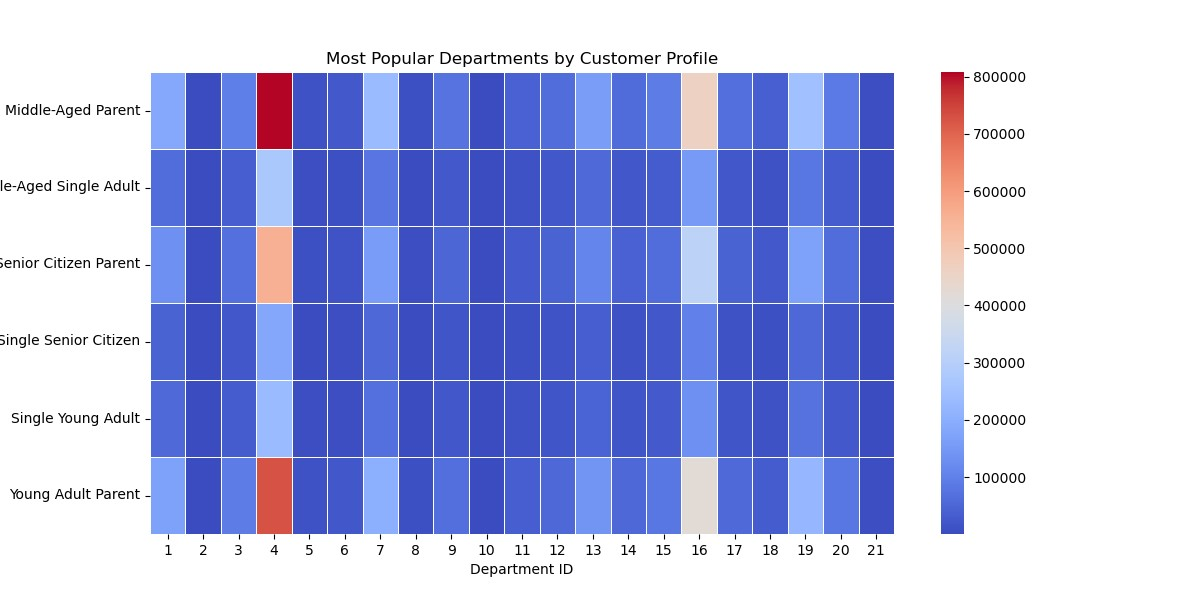 Most Popular Departments by Customer Profile
Middle-Aged Parent
le-Aged Single Adult
Senior Citizen Parent
Single Senior Citizen
Single Young Adult
Young Adult Parent
1 2 3 4 5 6 7 8 9 10 11 12 13 14 15 16 17 18 19 20 21
Department ID
800000
700000
600000
500000
400000
300000
200000
100000